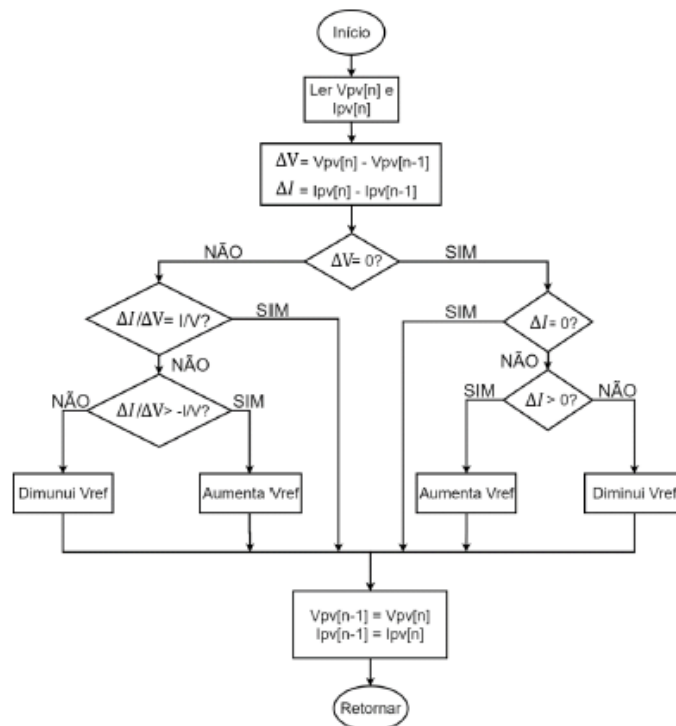 Início
Ler Vpv[n] e
Ipv[n]
ΔV= Vpv[n] - Vpv[n-1]
ΔI = Ipv[n] - Ipv[n-1]
NÃO
ΔV= 0?
SIM
ΔI/ΔV= I/V?
SIM
SIM
ΔI= 0?
NÃO
NÃO
NÃO
ΔI/ΔV> -I/V?
SIM
SIM
ΔI> 0?
NÃO
Dimunui Vref
Aumenta 'Vref
Aumenta Vref
Diminui Vref
Vpv[n-1] = Vpv[n]
Ipv[n-1] = Ipv[n]
Retornar